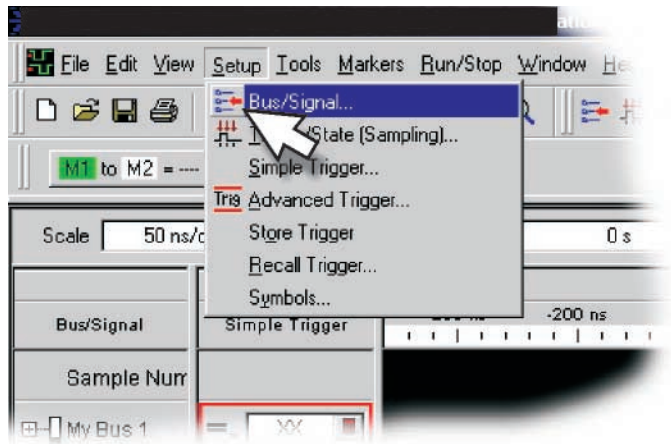 File Edit View Setup Tools Markers Run/Stop Window
Bus/Signal...
/State (Sampling)...
M1 to M2 = ----
Simple Trigger...
Trig Advanced Trigger...
Scale 50 ns/ Store Trigger 0 s
Recall Trigger...
Symbols...
Bus/Signal Simple Trigger -200 ns
Sample Num
My Bus 1 = XX